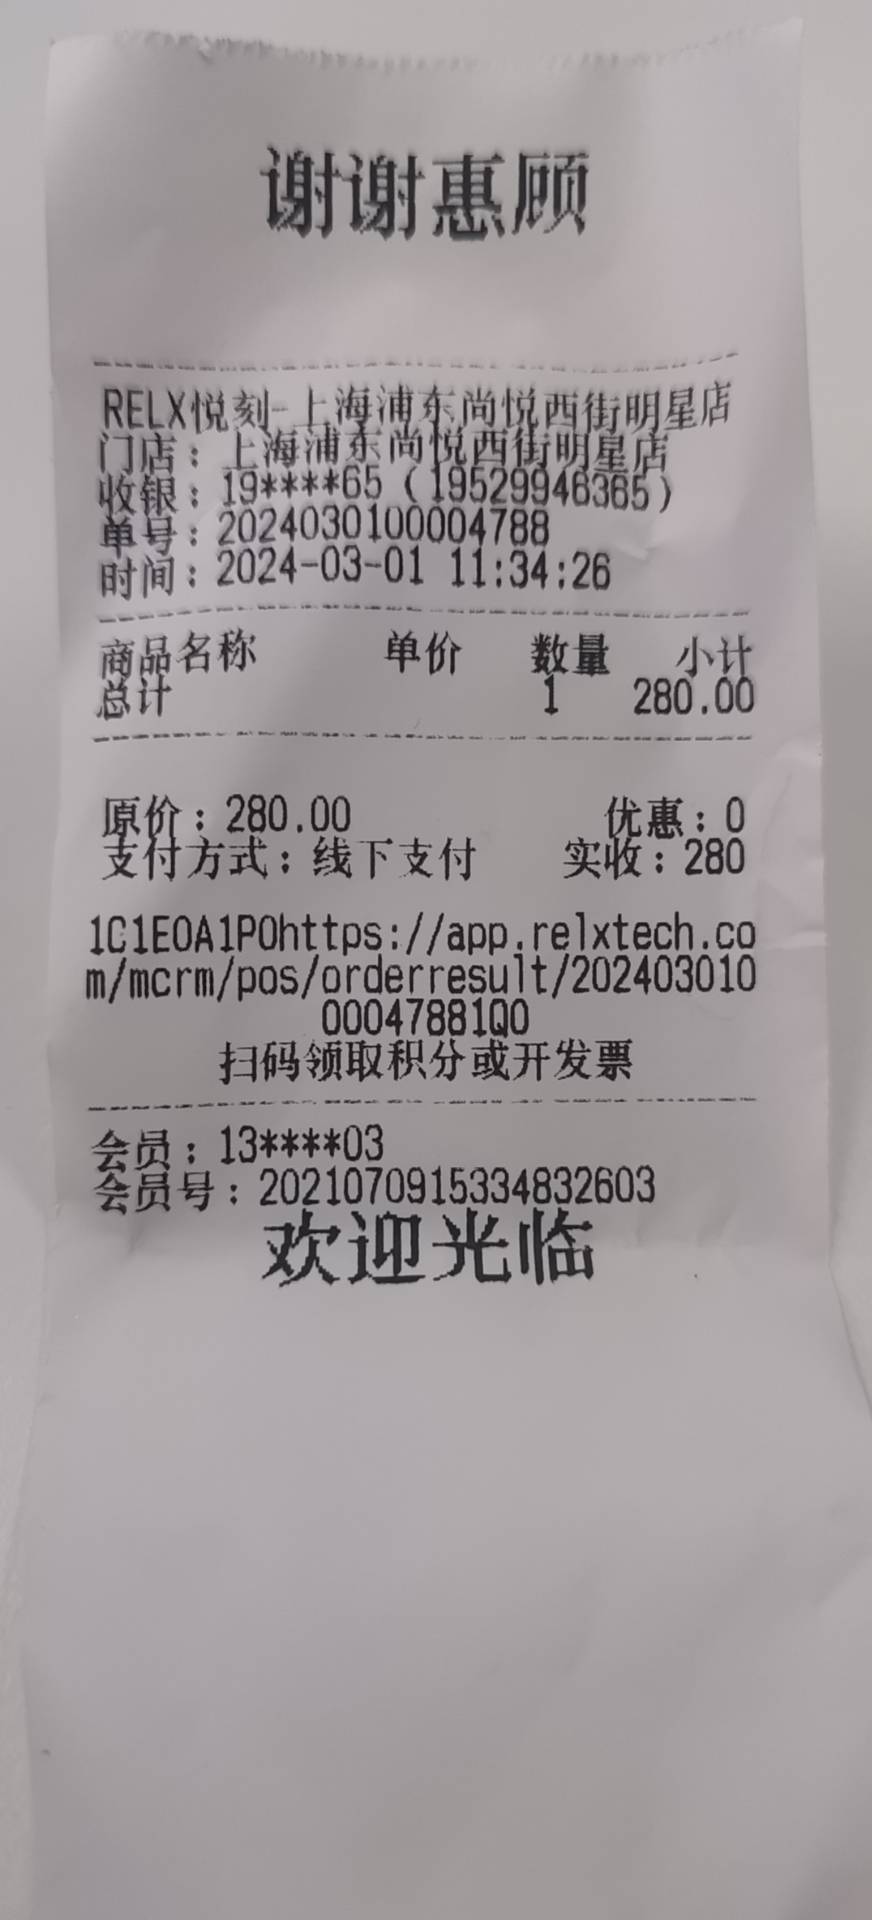 谢谢惠顾
RELX悦刻-上海浦东尚悦西街明星店
门店：上海浦东尚悦西街明星店
收银：19****65（19529946365）
单号：2024030100004788
时间：2024-03-01 11:34:26
商品名称 单价 数量 小计
总计 1 280.00
原价：280.00 优惠：0
支付方式：线下支付 实收：280
1C1E0A1P0https://app.relxtech.co
m/mcrm/pos/orderresult/202403010
00047881Q0
扫码领取积分或开发票
会员：13****03
会员号：2021070915334832603
欢迎光临